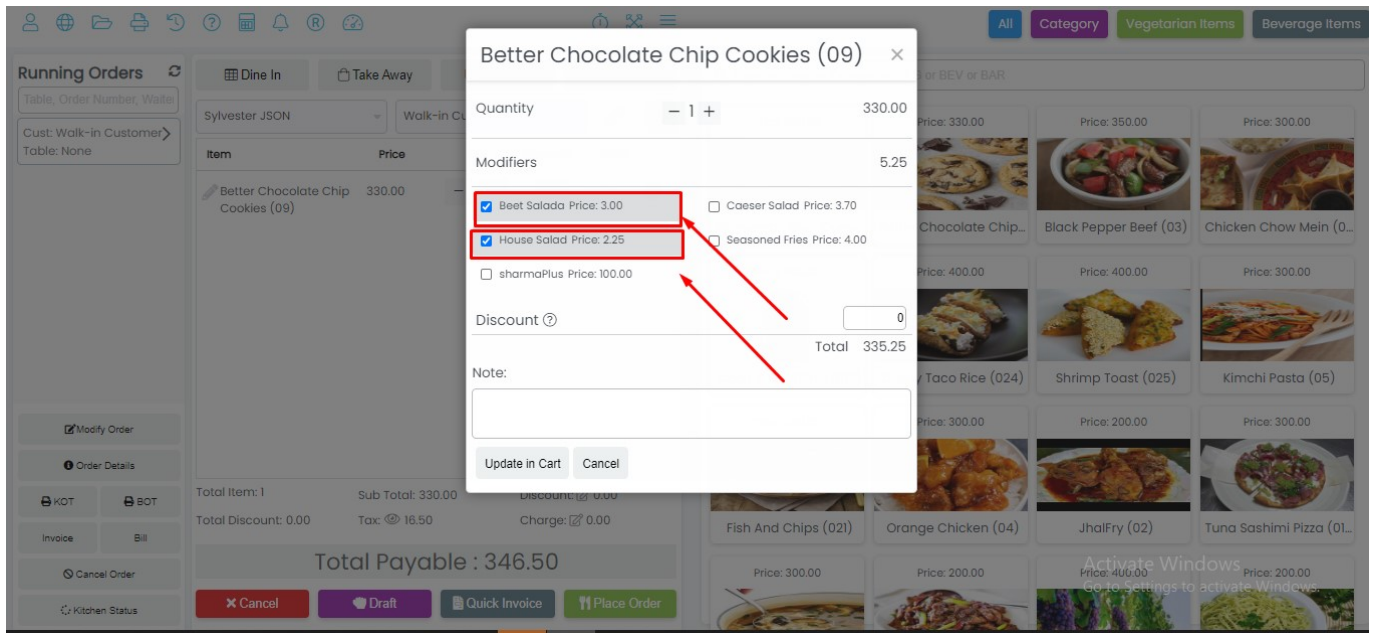 All
Category
Vegetarian Items
Beverage Items
Running Orders
Table, Order Number, Waiter
Cust: Walk-in Customer
Table: None
Modify Order
Order Details
KOT
BOT
Invoice
Bill
Cancel Order
Kitchen Status
Dine In
Take Away
Sylvester JSON
Walk-in Cu
Item
Price
Better Chocolate Chip
Cookies (09)
330.00
Total Item: 1
Sub Total: 330.00
Discount: 0.00
Total Discount: 0.00
Tax: 16.50
Charge: 0.00
Total Payable : 346.50
Cancel
Draft
Quick Invoice
Place Order
Better Chocolate Chip Cookies (09)
×
Quantity
− 1 +
330.00
Modifiers
5.25
Beet Salada Price: 3.00
Caeser Salad Price: 3.70
House Salad Price: 2.25
Seasoned Fries Price: 4.00
sharmaPlus Price: 100.00
Discount
0
Total 335.25
Note:
Update in Cart
Cancel
or BEV or BAR
Price: 330.00
Price: 350.00
Price: 300.00
Chocolate Chip...
Black Pepper Beef (03)
Chicken Chow Mein (0...
Price: 400.00
Price: 400.00
Price: 300.00
Taco Rice (024)
Shrimp Toast (025)
Kimchi Pasta (05)
Price: 300.00
Price: 200.00
Price: 300.00
Fish And Chips (021)
Orange Chicken (04)
JhalFry (02)
Tuna Sashimi Pizza (01...
Price: 300.00
Price: 200.00
Price: 400.00
Price: 200.00
Activate Windows
Go to Settings to activate Windows.